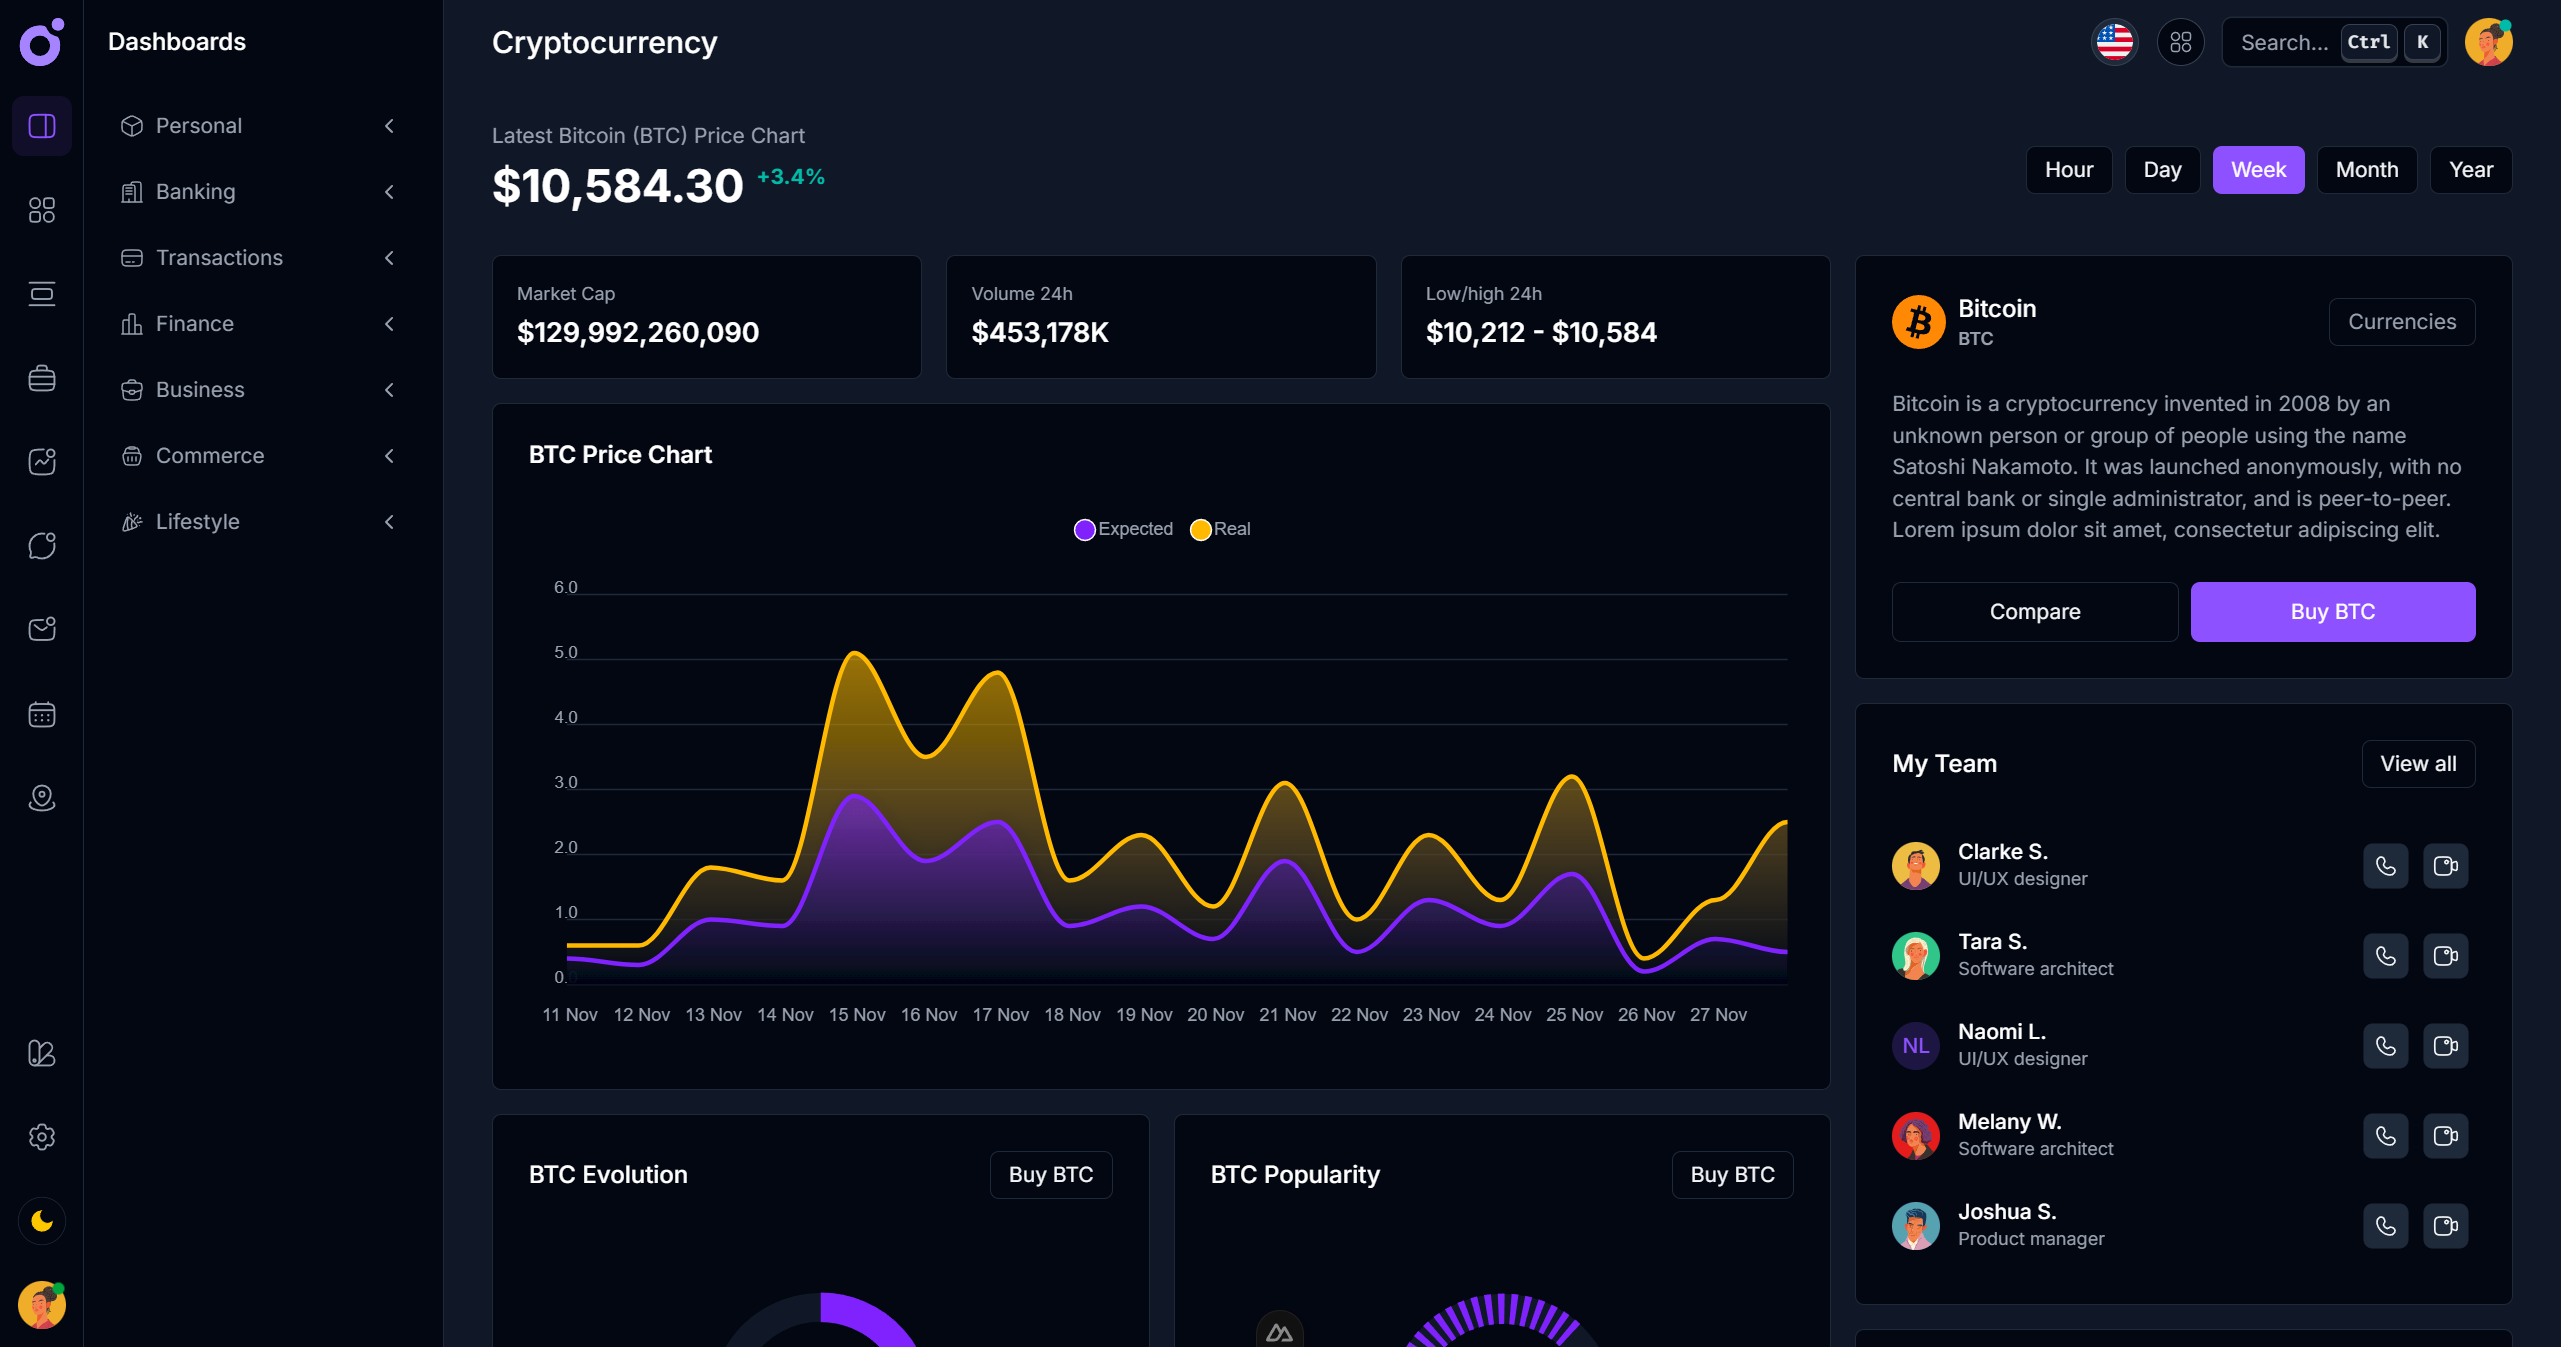 Dashboards
Personal
Banking
Transactions
Finance
Business
Commerce
Lifestyle
Cryptocurrency
Search... Ctrl K
Latest Bitcoin (BTC) Price Chart
$10,584.30 +3.4%
Hour Day Week Month Year
Market Cap
$129,992,260,090
Volume 24h
$453,178K
Low/high 24h
$10,212 - $10,584
BTC Price Chart
Expected Real
6.0
5.0
4.0
3.0
2.0
1.0
0.0
11 Nov 12 Nov 13 Nov 14 Nov 15 Nov 16 Nov 17 Nov 18 Nov 19 Nov 20 Nov 21 Nov 22 Nov 23 Nov 24 Nov 25 Nov 26 Nov 27 Nov
BTC Evolution
Buy BTC
BTC Popularity
Buy BTC
Bitcoin
BTC
Currencies
Bitcoin is a cryptocurrency invented in 2008 by an
unknown person or group of people using the name
Satoshi Nakamoto. It was launched anonymously, with no
central bank or single administrator, and is peer-to-peer.
Lorem ipsum dolor sit amet, consectetur adipiscing elit.
Compare
Buy BTC
My Team
View all
Clarke S.
UI/UX designer
Tara S.
Software architect
NL
Naomi L.
UI/UX designer
Melany W.
Software architect
Joshua S.
Product manager